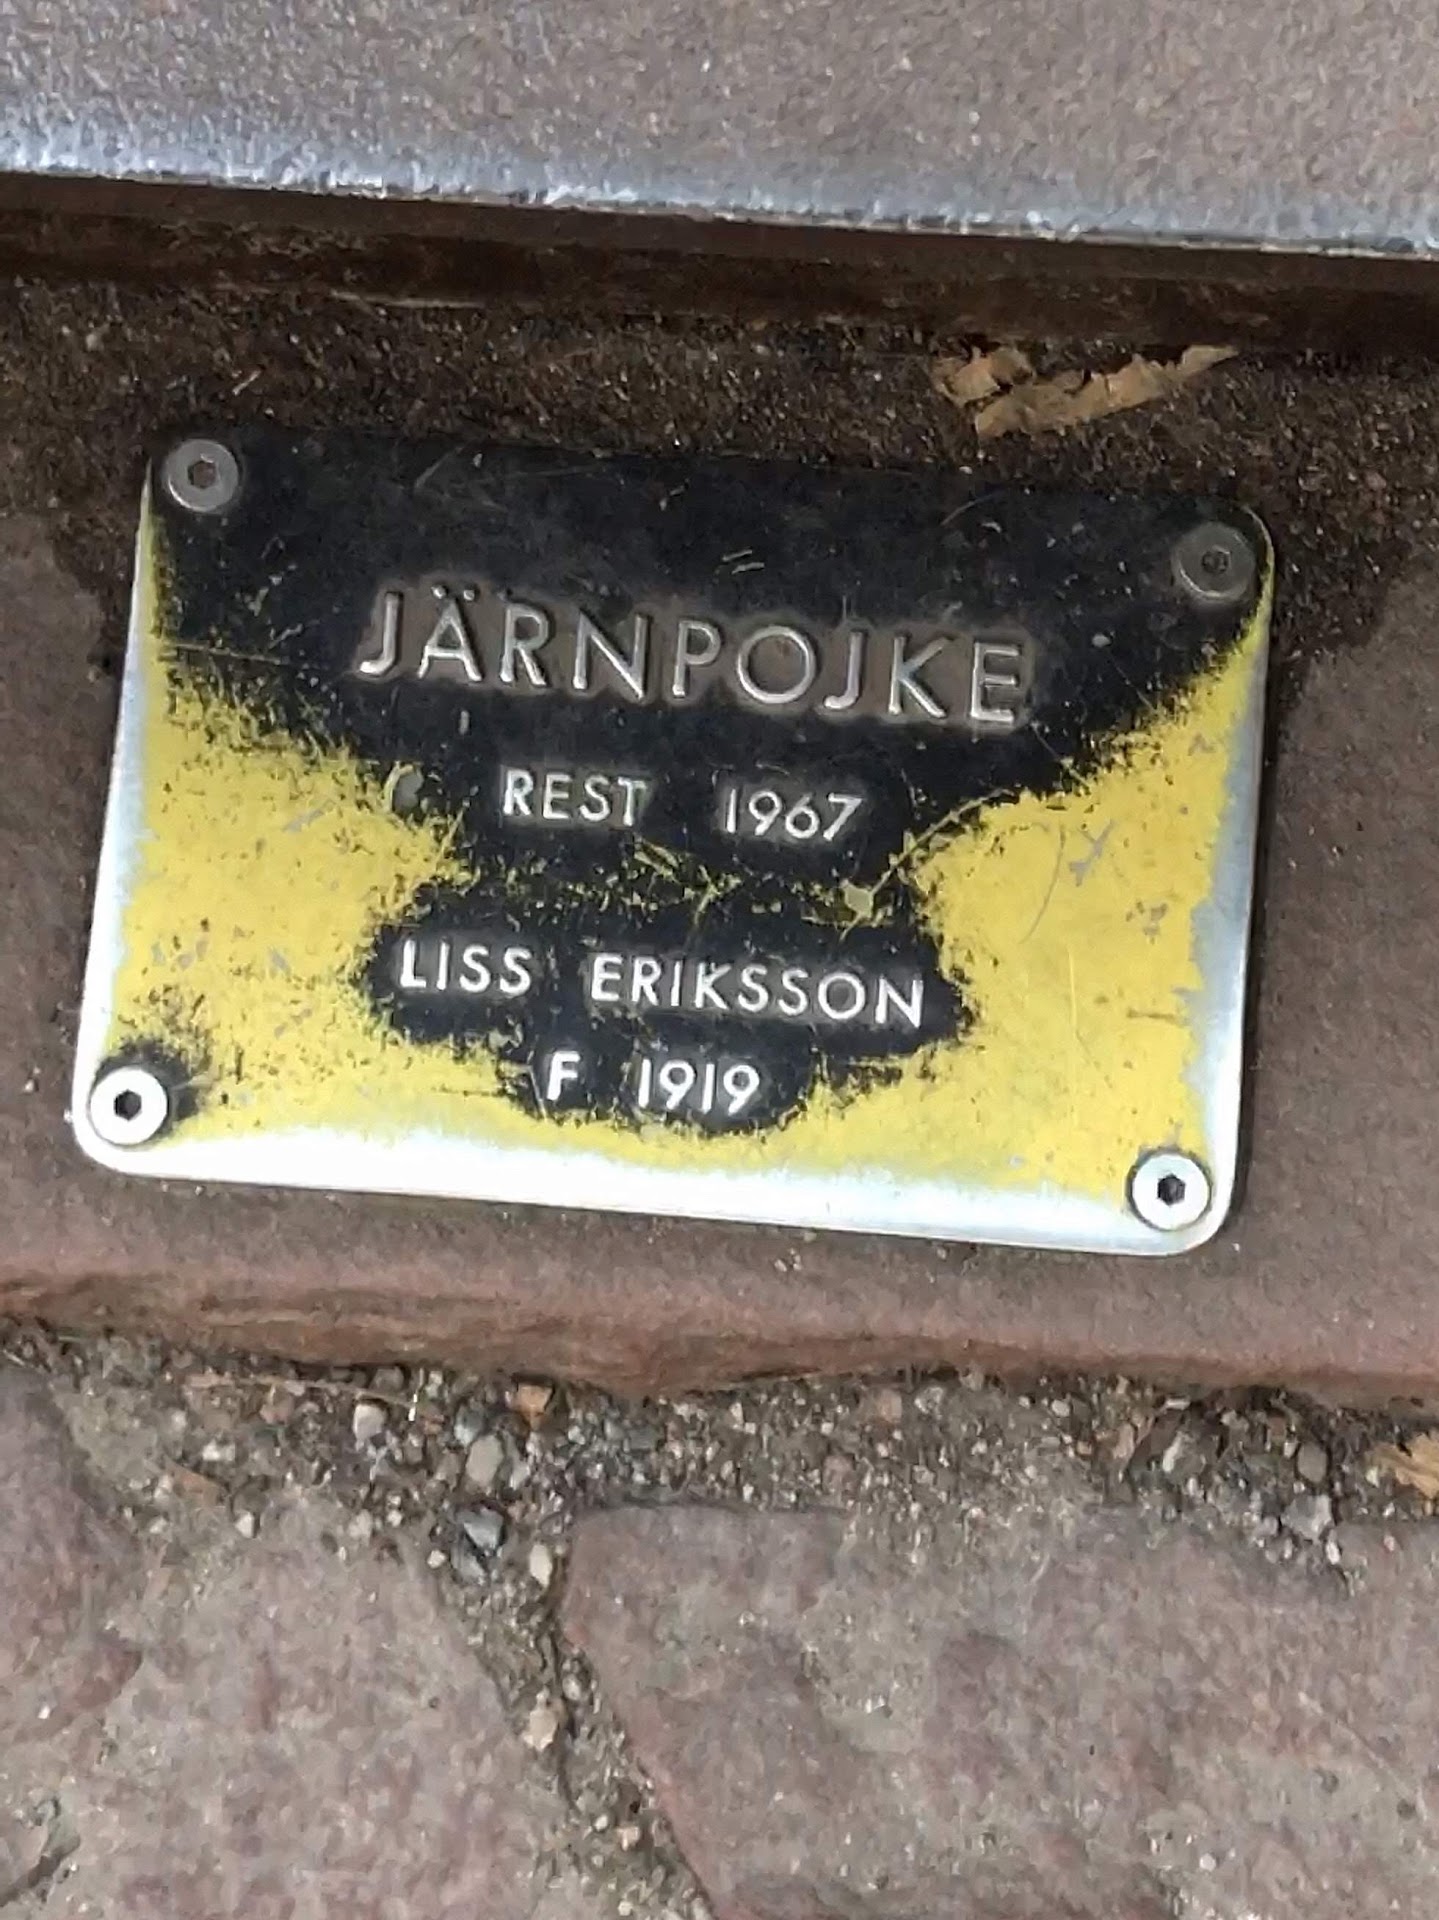 JÄRNPOJKE
REST 1967
LISS ERIKSSON
F 1919